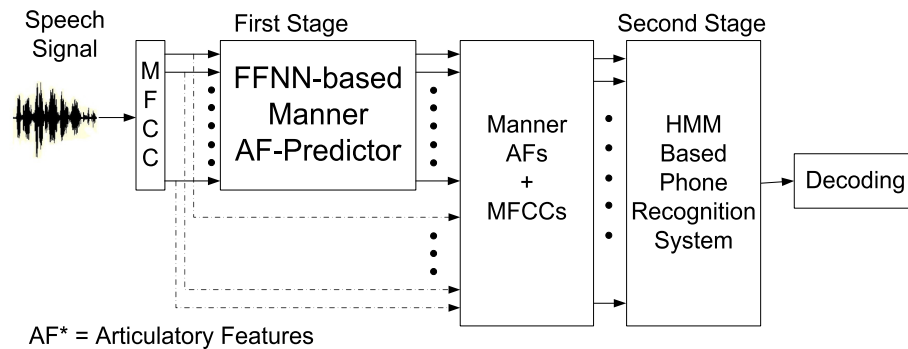 Speech
Signal
First Stage
Second Stage
M
F
C
C
FFNN-based
Manner
AF-Predictor
Manner
AFs
+
MFCCs
HMM
Based
Phone
Recognition
System
Decoding
AF* = Articulatory Features